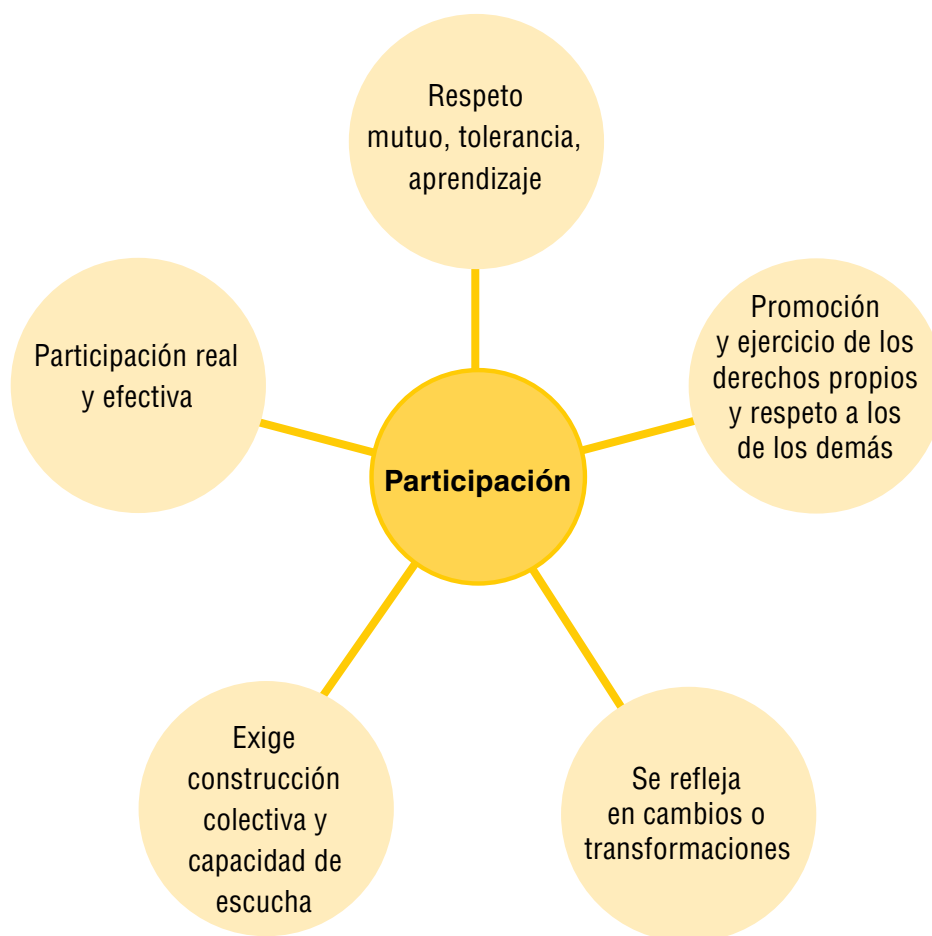 Respeto
mutuo, tolerancia,
aprendizaje
Participación real
y efectiva
Promoción
y ejercicio de los
derechos propios
y respeto a los
de los demás
Participación
Exige
construcción
colectiva y
capacidad de
escucha
Se refleja
en cambios o
transformaciones